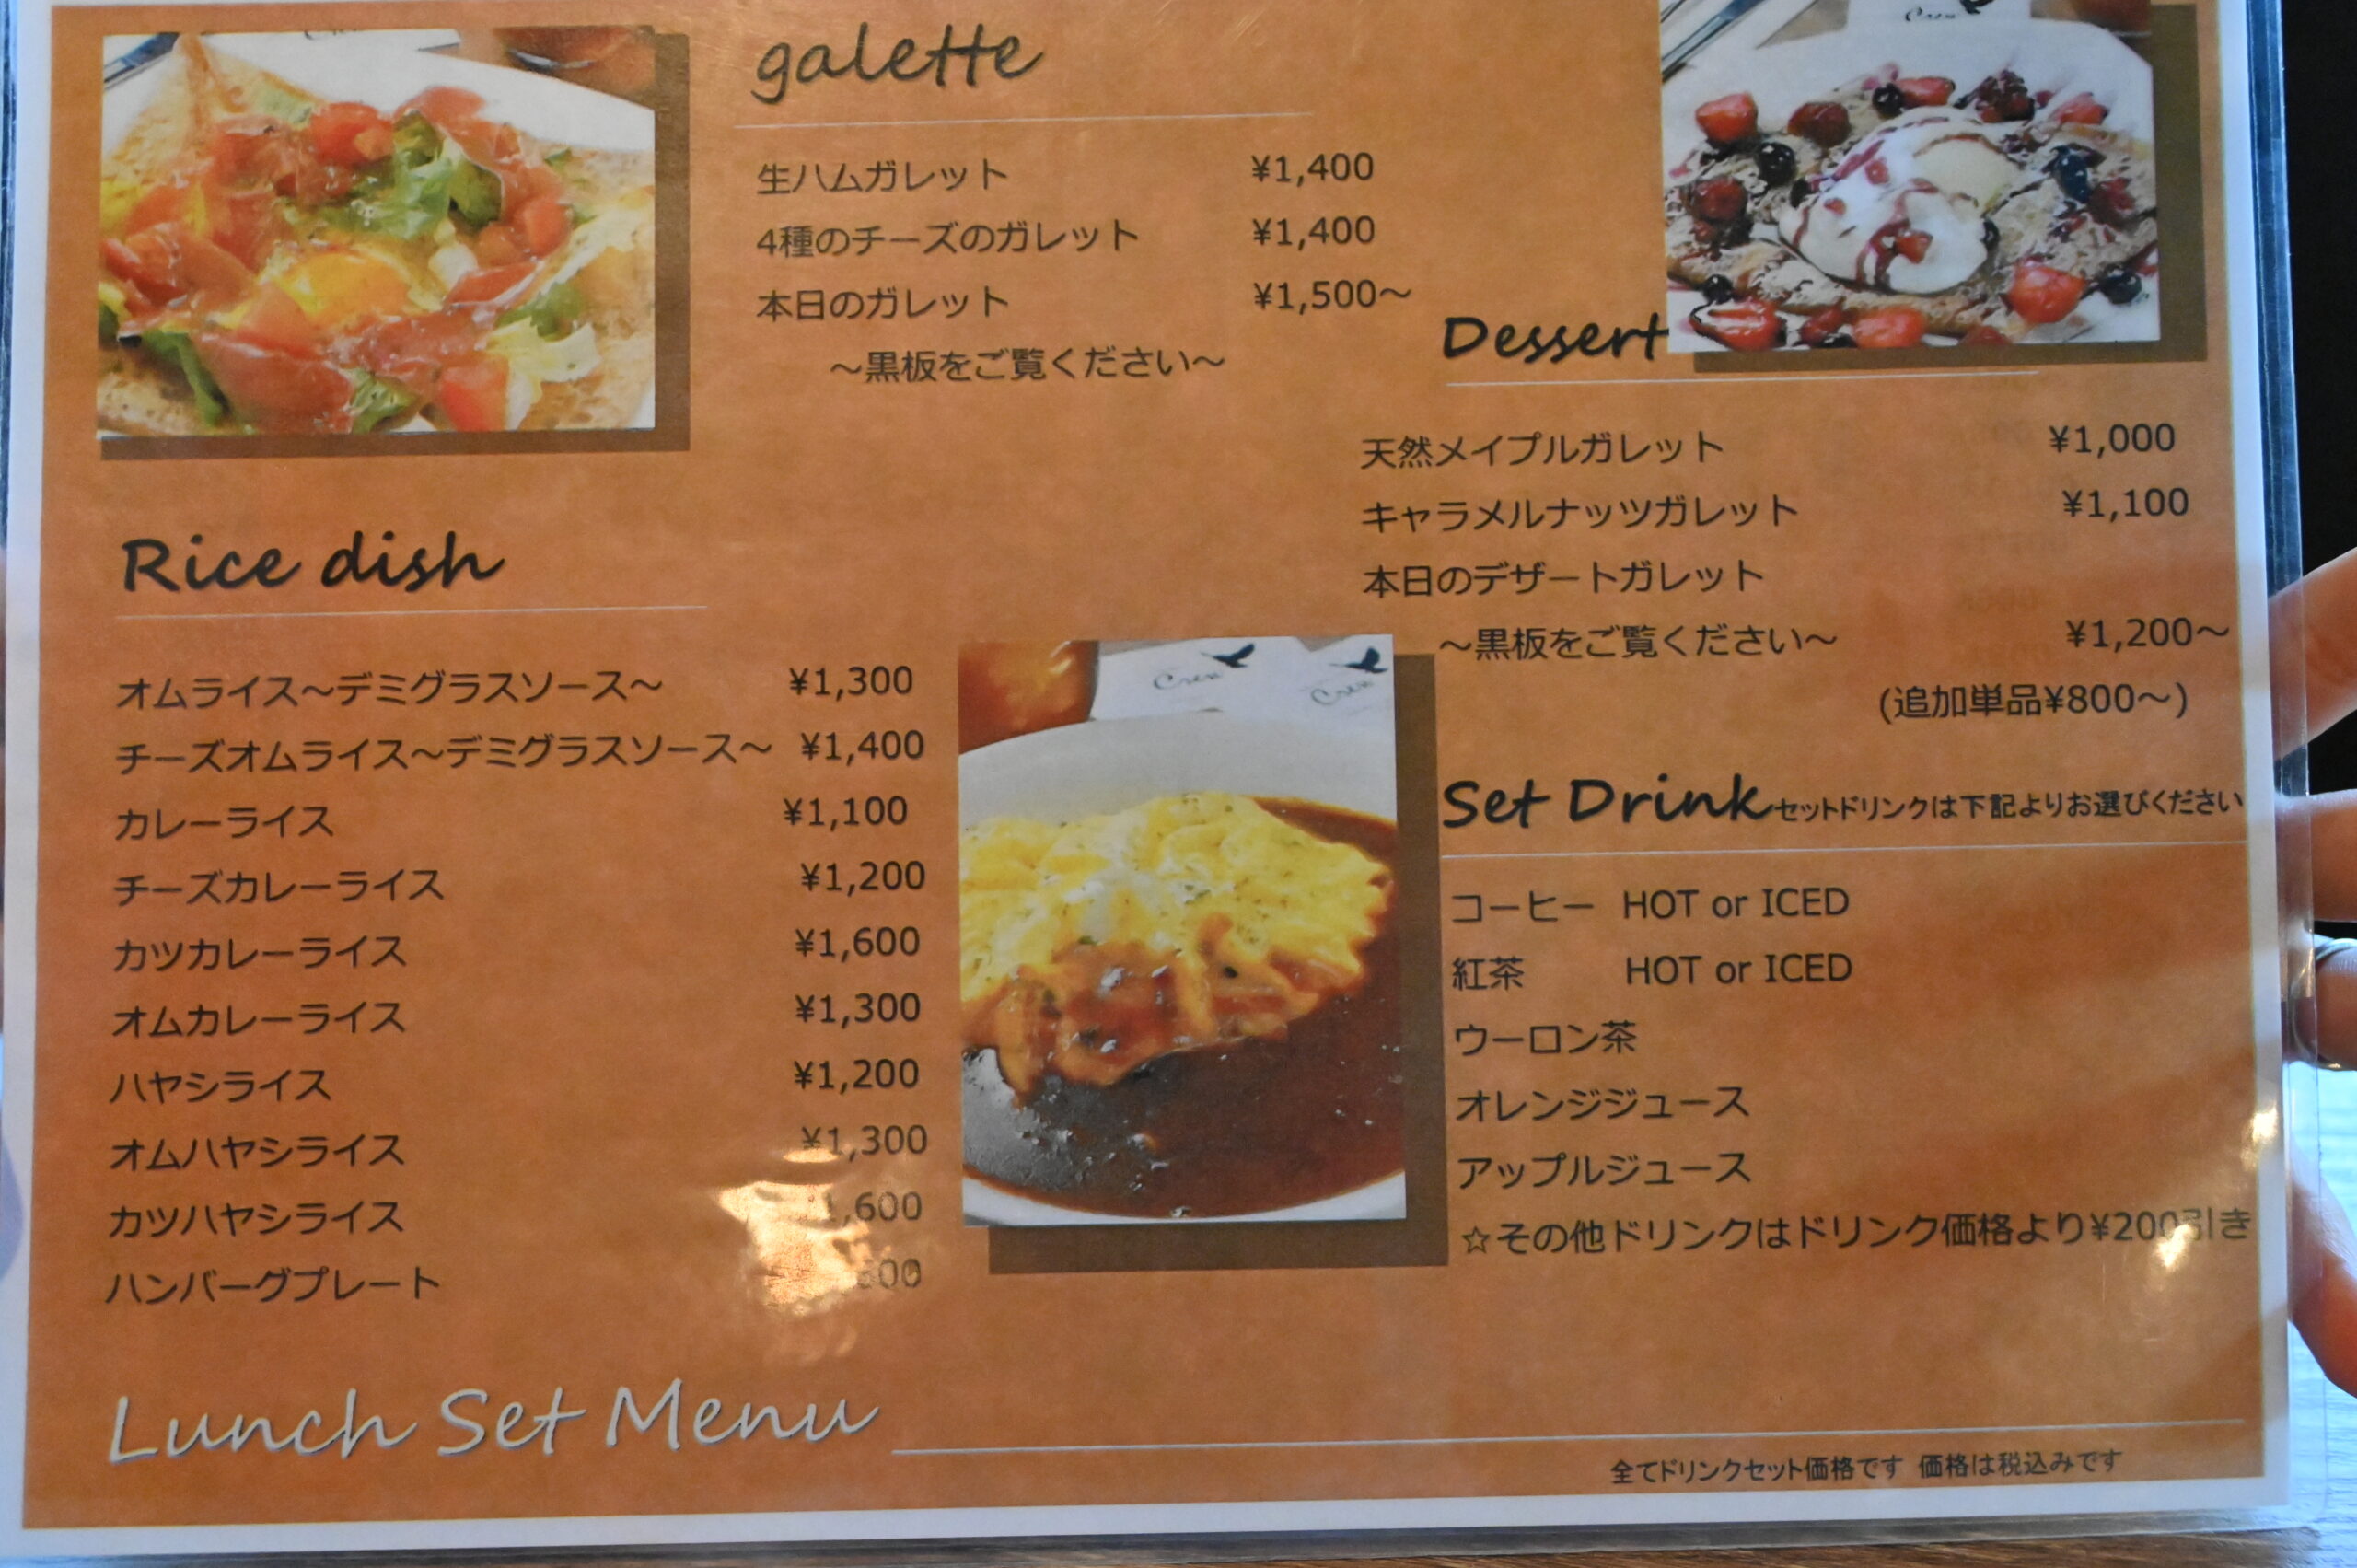 galette
生ハムガレット ¥1,400
4種のチーズのガレット ¥1,400
本日のガレット ¥1,500～
～黒板をご覧ください～
Dessert
天然メイプルガレット ¥1,000
キャラメルナッツガレット ¥1,100
本日のデザートガレット
～黒板をご覧ください～ ¥1,200～
(追加単品¥800～)
Rice dish
オムライス～デミグラスソース～ ¥1,300
チーズオムライス～デミグラスソース～ ¥1,400
カレーライス ¥1,100
チーズカレーライス ¥1,200
カツカレーライス ¥1,600
オムカレーライス ¥1,300
ハヤシライス ¥1,200
オムハヤシライス ¥1,300
カツハヤシライス 1,600
ハンバーグプレート
Cren
Cren
Set Drink セットドリンクは下記よりお選びください
コーヒー HOT or ICED
紅茶 HOT or ICED
ウーロン茶
オレンジジュース
アップルジュース
☆その他ドリンクはドリンク価格より¥200引き
Lunch Set Menu
全てドリンクセット価格です 価格は税込みです